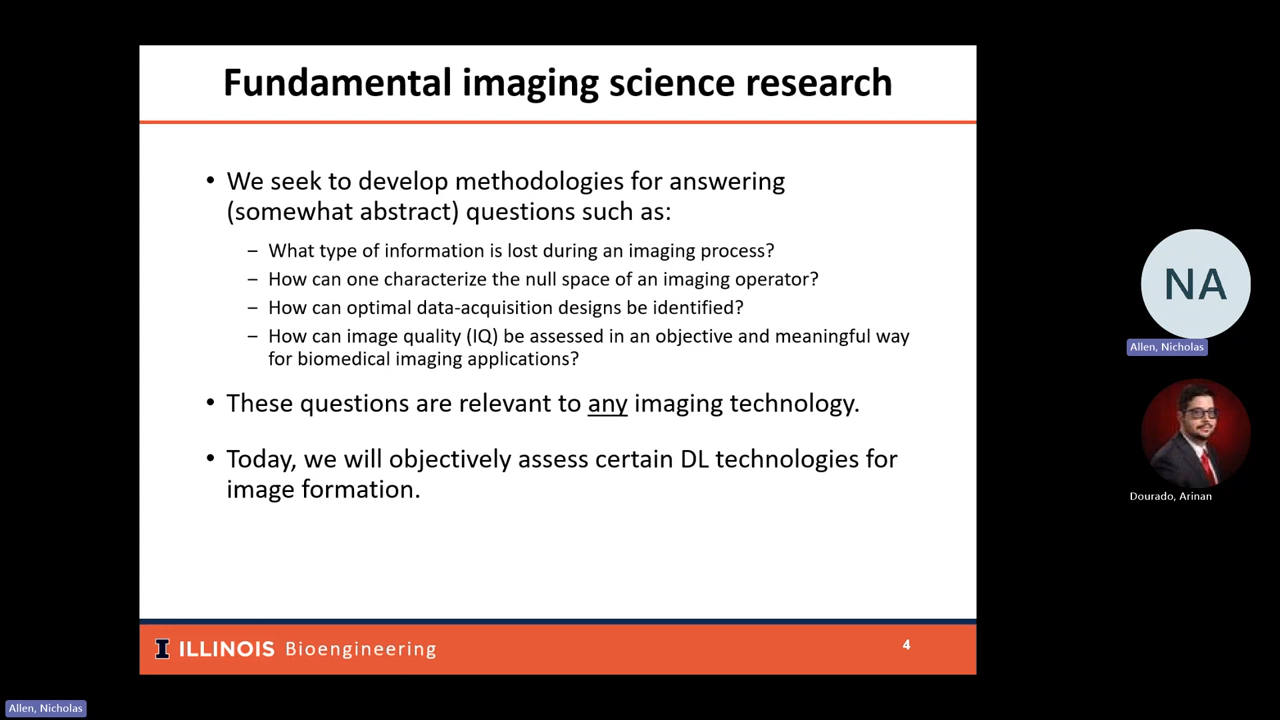 Fundamental imaging science research
• We seek to develop methodologies for answering
(somewhat abstract) questions such as:
– What type of information is lost during an imaging process?
– How can one characterize the null space of an imaging operator?
– How can optimal data-acquisition designs be identified?
– How can image quality (IQ) be assessed in an objective and meaningful way
for biomedical imaging applications?
• These questions are relevant to any imaging technology.
• Today, we will objectively assess certain DL technologies for
image formation.
I ILLINOIS Bioengineering
4
NA
Allen, Nicholas
Dourado, Arinan
Allen, Nicholas